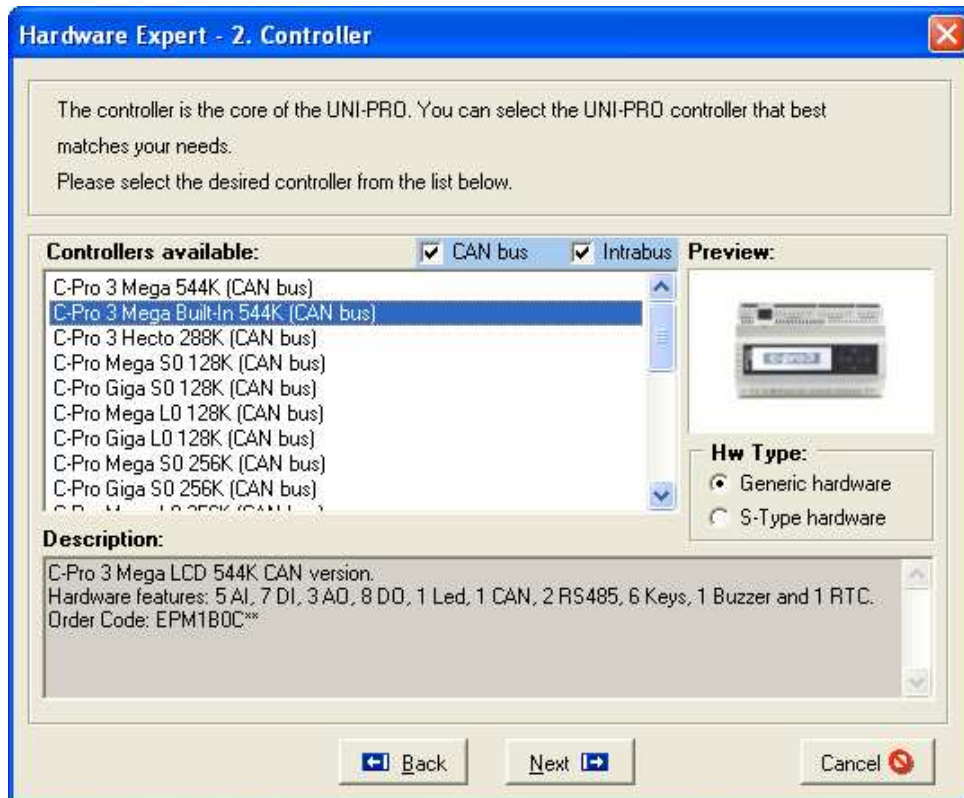 Hardware Expert - 2. Controller
The controller is the core of the UNI-PRO. You can select the UNI-PRO controller that best
matches your needs.
Please select the desired controller from the list below.
Controllers available:
CAN bus
Intrabus
Preview:
C-Pro 3 Mega 544K (CAN bus)
C-Pro 3 Mega Built-In 544K (CAN bus)
C-Pro 3 Hecto 288K (CAN bus)
C-Pro Mega S0 128K (CAN bus)
C-Pro Giga S0 128K (CAN bus)
C-Pro Mega L0 128K (CAN bus)
C-Pro Giga L0 128K (CAN bus)
C-Pro Mega S0 256K (CAN bus)
C-Pro Giga S0 256K (CAN bus)
c-pro3
Hw Type:
Generic hardware
S-Type hardware
Description:
C-Pro 3 Mega LCD 544K CAN version.
Hardware features: 5 AI, 7 DI, 3 AO, 8 DO, 1 Led, 1 CAN, 2 RS485, 6 Keys, 1 Buzzer and 1 RTC.
Order Code: EPM1B0C**
Back
Next
Cancel